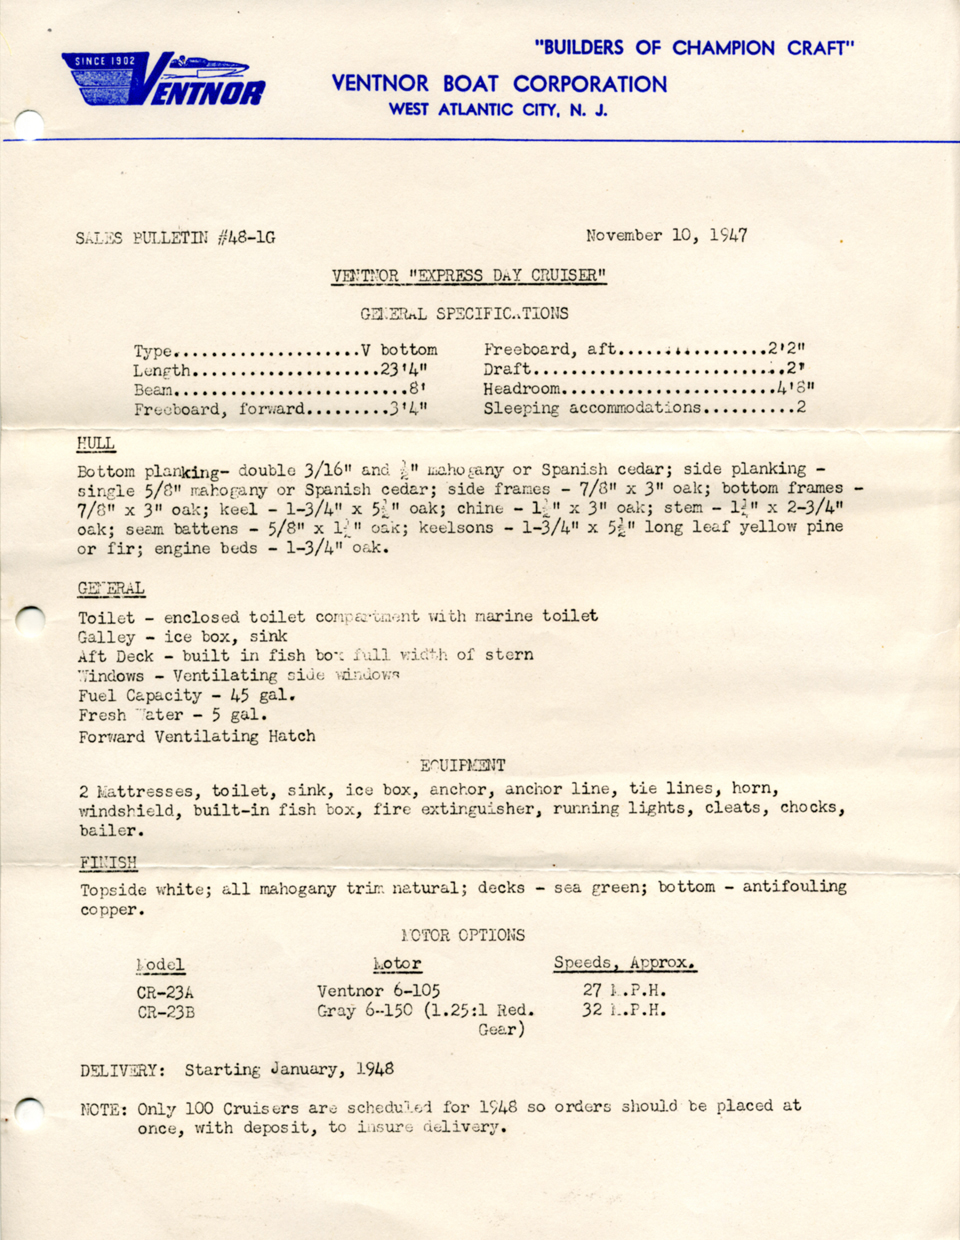 "BUILDERS OF CHAMPION CRAFT"
SINCE 1902
VENTNOR
VENTNOR BOAT CORPORATION
WEST ATLANTIC CITY, N. J.
SALES BULLETIN #48-1G November 10, 1947
VENTNOR "EXPRESS DAY CRUISER"
GENERAL SPECIFICATIONS
Type....................V bottom Freeboard, aft................2'2"
Length....................23'4" Draft...........................2'
Beam.........................8' Headroom.......................4'8"
Freeboard, forward.........3'4" Sleeping accommodations..........2
HULL
Bottom planking- double 3/16" and ½" mahogany or Spanish cedar; side planking -
single 5/8" mahogany or Spanish cedar; side frames - 7/8" x 3" oak; bottom frames -
7/8" x 3" oak; keel - 1-3/4" x 5½" oak; chine - 1½" x 3" oak; stem - 1½" x 2-3/4"
oak; seam battens - 5/8" x 1½" oak; keelsons - 1-3/4" x 5½" long leaf yellow pine
or fir; engine beds - 1-3/4" oak.
GENERAL
Toilet - enclosed toilet compartment with marine toilet
Galley - ice box, sink
Aft Deck - built in fish box full width of stern
Windows - Ventilating side windows
Fuel Capacity - 45 gal.
Fresh Water - 5 gal.
Forward Ventilating Hatch
EQUIPMENT
2 Mattresses, toilet, sink, ice box, anchor, anchor line, tie lines, horn,
windshield, built-in fish box, fire extinguisher, running lights, cleats, chocks,
bailer.
FINISH
Topside white; all mahogany trim natural; decks - sea green; bottom - antifouling
copper.
MOTOR OPTIONS
Model Motor Speeds, Approx.
CR-23A Ventnor 6-105 27 M.P.H.
CR-23B Gray 6-150 (1.25:1 Red. 32 M.P.H.
Gear)
DELIVERY: Starting January, 1948
NOTE: Only 100 Cruisers are scheduled for 1948 so orders should be placed at
once, with deposit, to insure delivery.